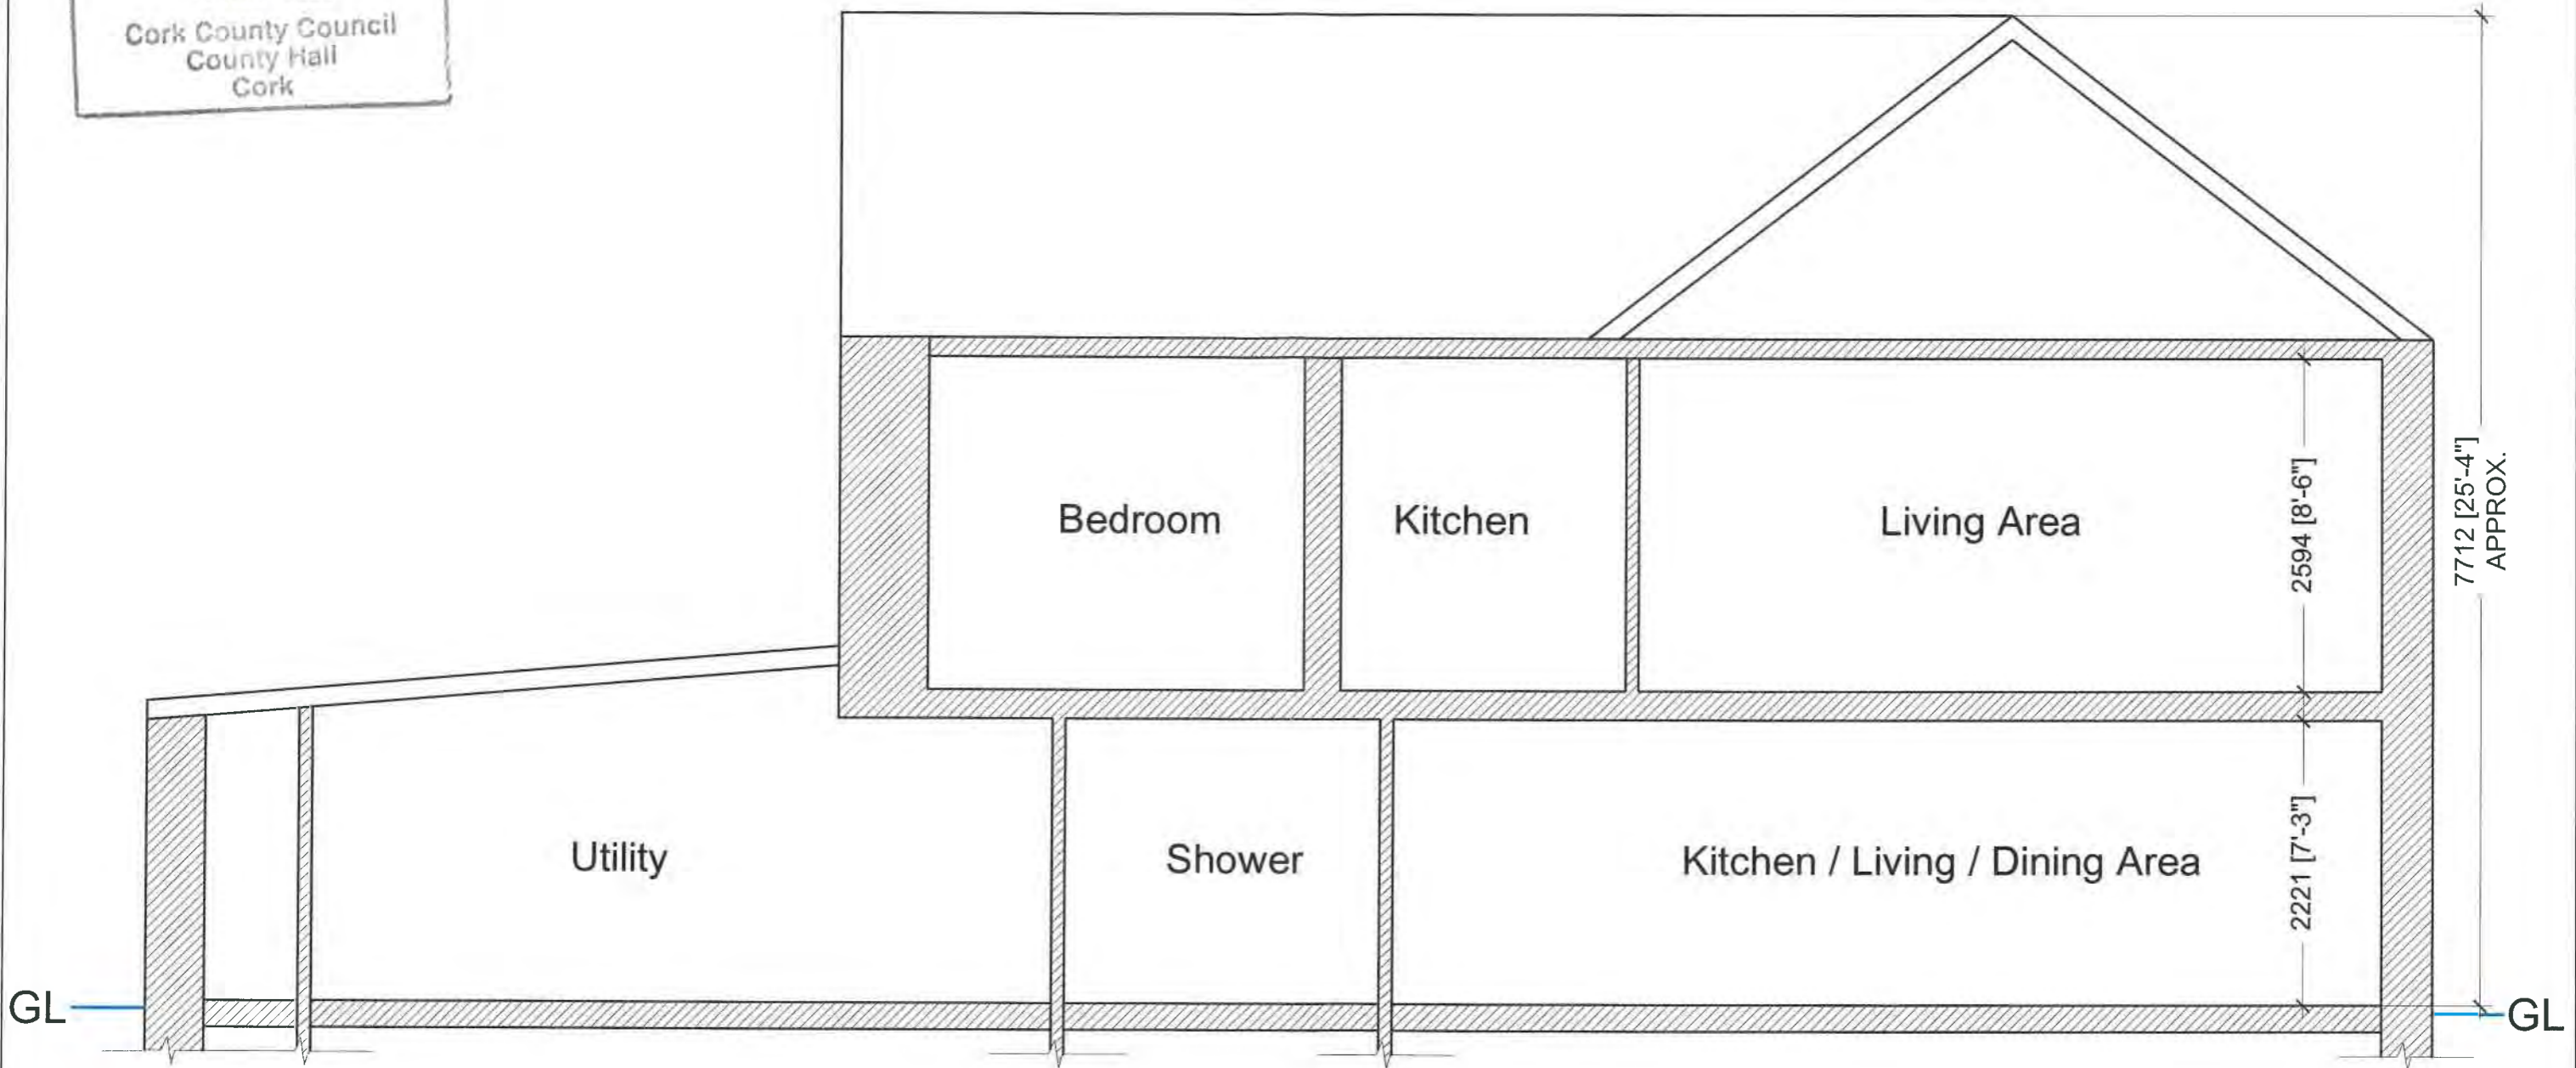 Cork County Council
County Hall
Cork
Bedroom
Kitchen
Living Area
2594 [8'-6"]
7712 [25'-4"]
APPROX.
Utility
Shower
Kitchen / Living / Dining Area
2221 [7'-3"]
GL
GL